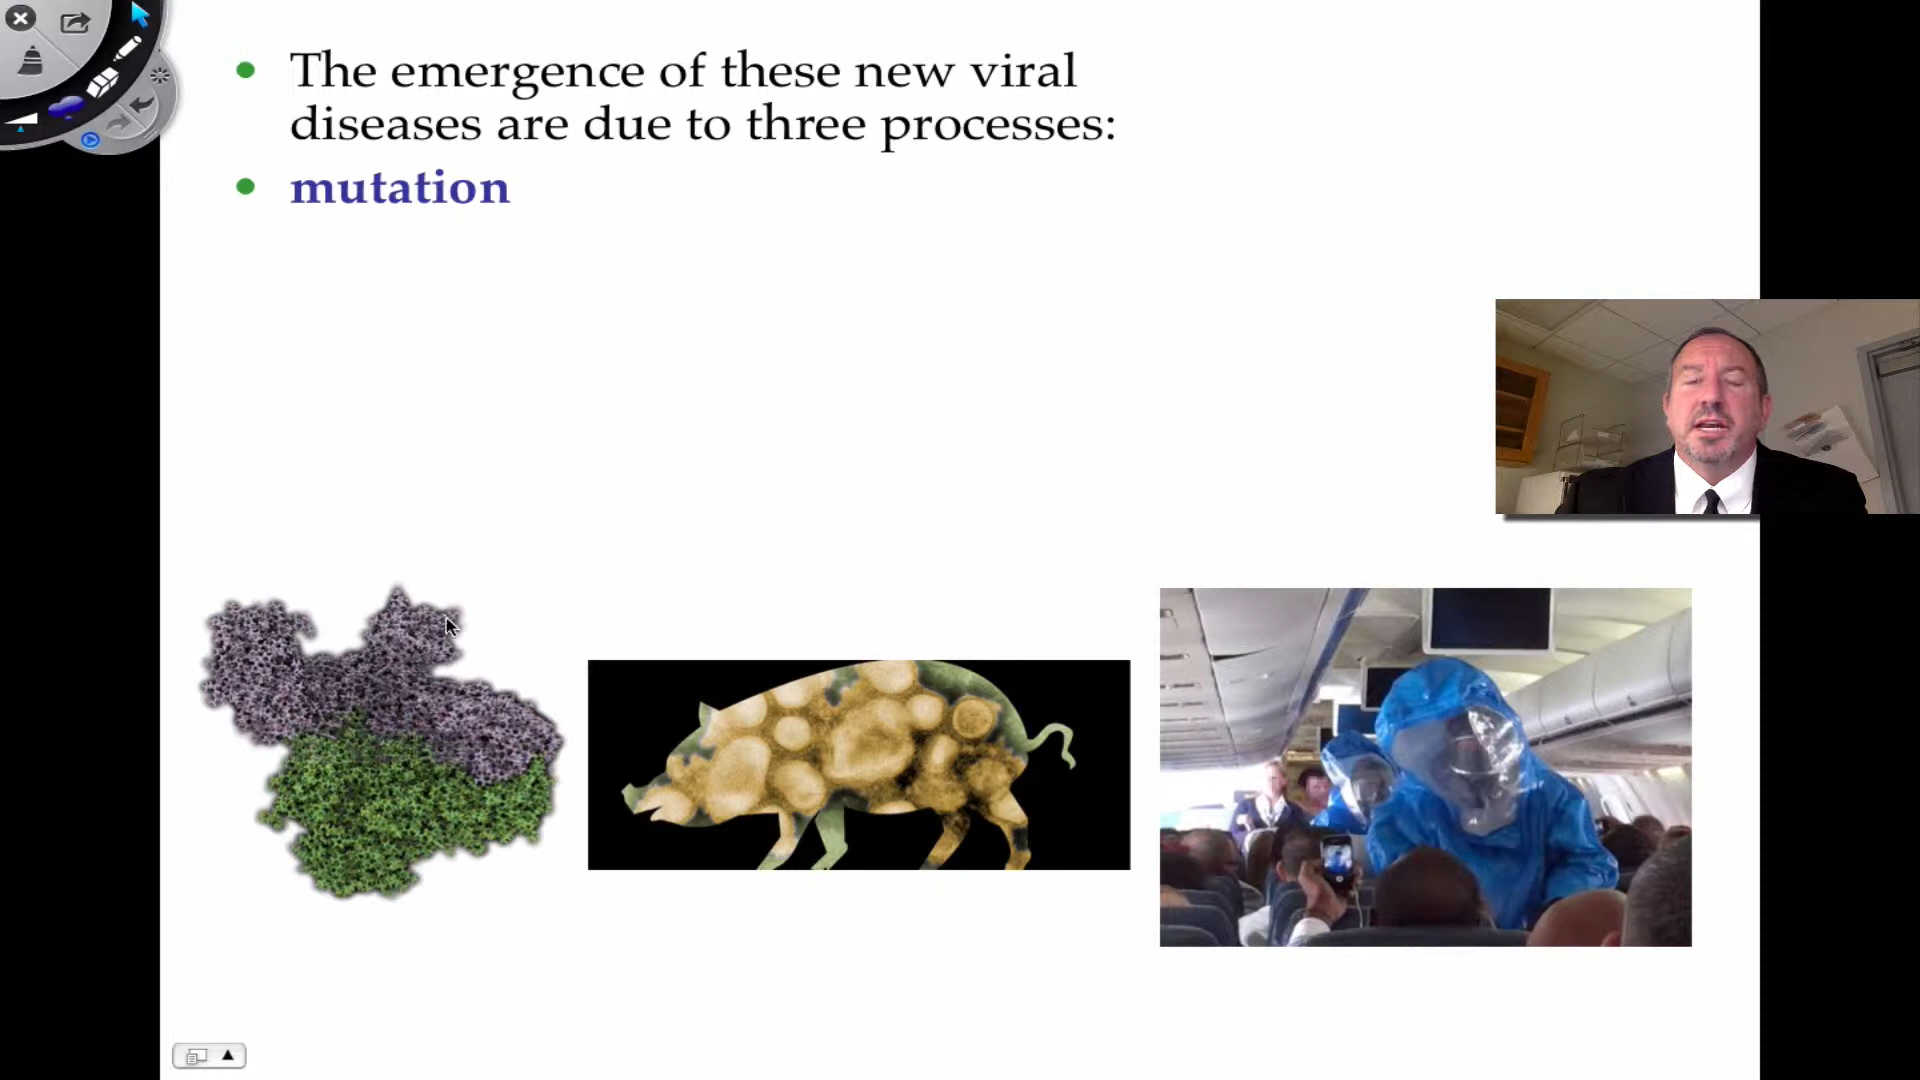 The emergence of these new viral
diseases are due to three processes:
mutation